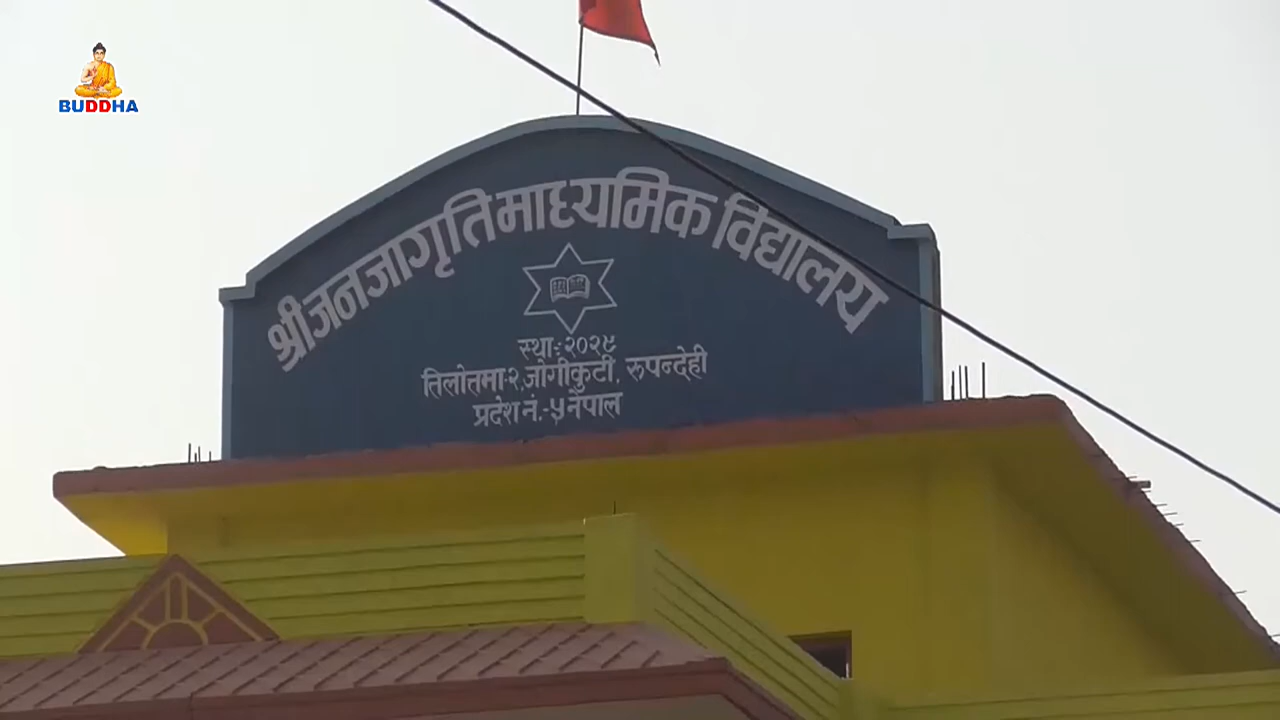 BUDDHA
श्री जनजागृति माध्यमिक विद्यालय
स्थाः२०२९
तिलोतमा-२,जोगीकुटी, रुपन्देही
प्रदेश नं.-५ नेपाल